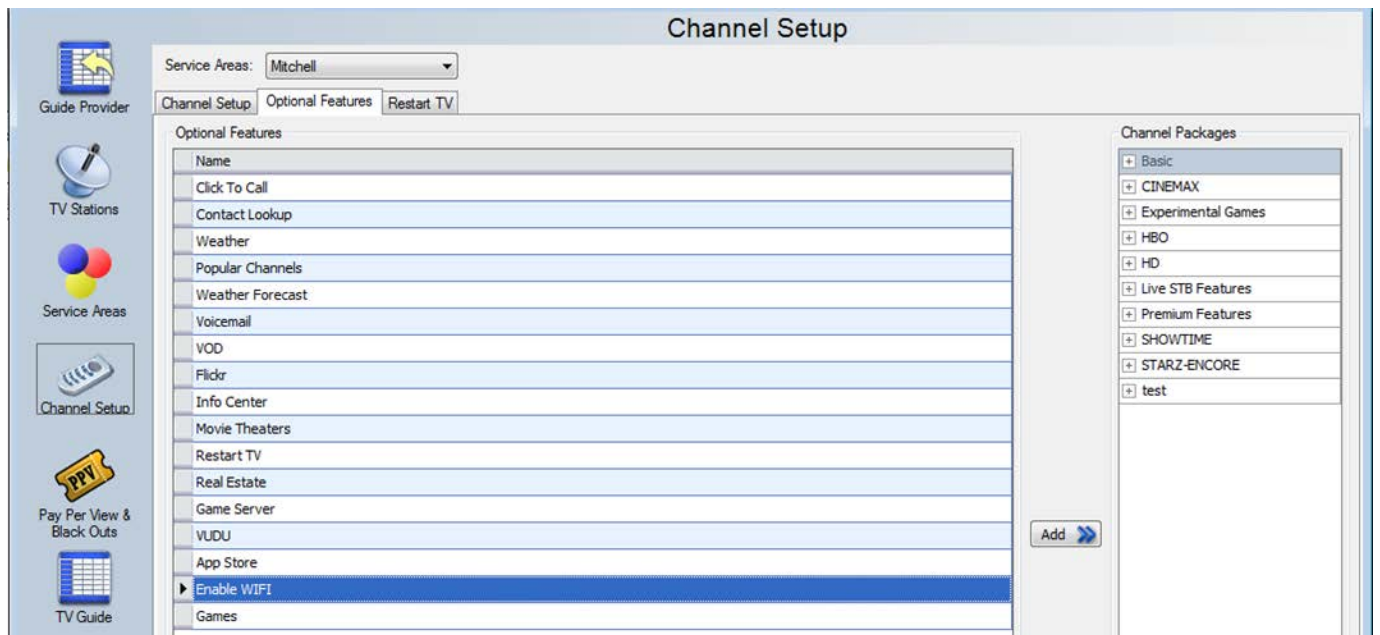 Channel Setup
Guide Provider
TV Stations
Service Areas
Channel Setup
PPV
Pay Per View &
Black Outs
TV Guide
Service Areas: Mitchell
Channel Setup Optional Features Restart TV
Optional Features
Name
Click To Call
Contact Lookup
Weather
Popular Channels
Weather Forecast
Voicemail
VOD
Flickr
Info Center
Movie Theaters
Restart TV
Real Estate
Game Server
VUDU
App Store
Enable WIFI
Games
Add
Channel Packages
Basic
CINEMAX
Experimental Games
HBO
HD
Live STB Features
Premium Features
SHOWTIME
STARZ-ENCORE
test